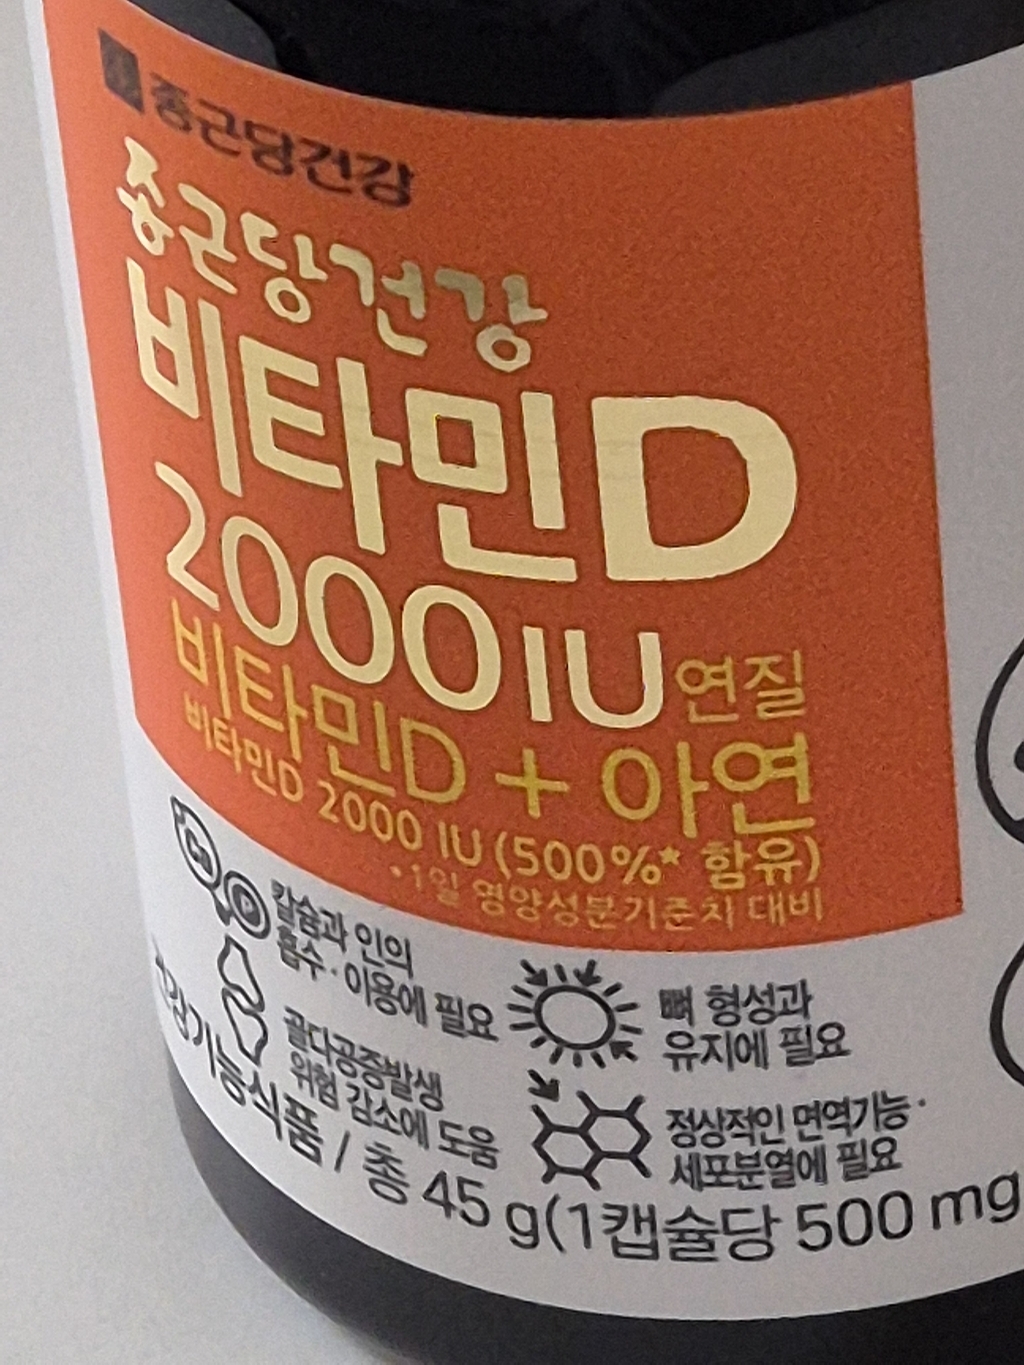 종근당건강
종근당건강
비타민D
2000IU 연질
비타민D + 아연
비타민D 2000 IU (500%* 함유)
*1일 영양성분기준치 대비
칼슘과 인의
흡수·이용에 필요
골다공증발생
위험 감소에 도움
뼈 형성과
유지에 필요
정상적인 면역기능·
세포분열에 필요
건강기능식품 / 총 45 g(1캡슐당 500 mg